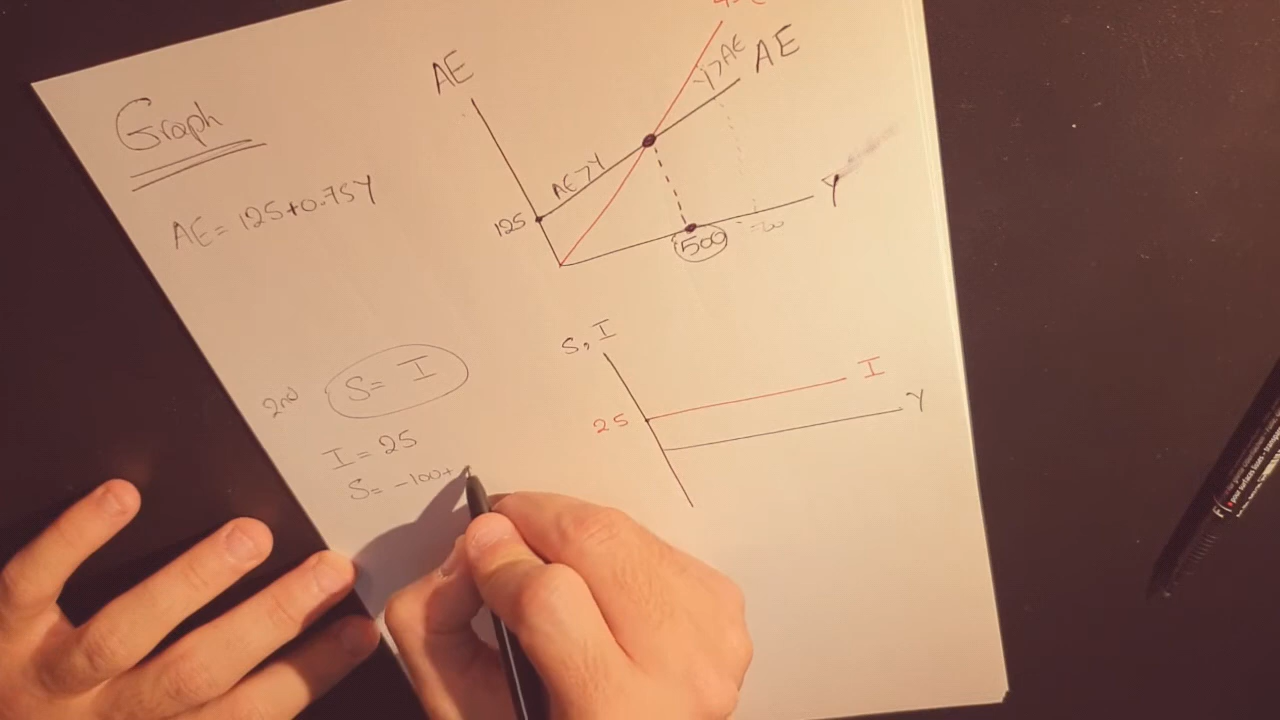 Graph
AE = 125+0.75Y
AE
AE
Y>AE
AE>Y
125
500
Y
2nd
S = I
I = 25
S = -100+
S, I
I
25
Y